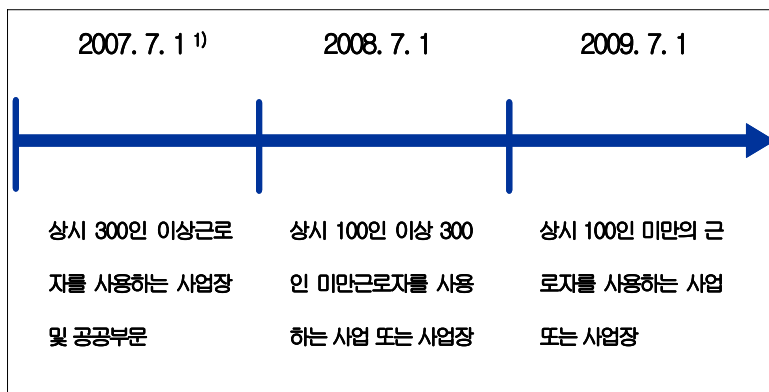 2007. 7. 1 1)
2008. 7. 1
2009. 7. 1
상시 300인 이상근로
자를 사용하는 사업장
및 공공부문
상시 100인 이상 300
인 미만근로자를 사용
하는 사업 또는 사업장
상시 100인 미만의 근
로자를 사용하는 사업
또는 사업장